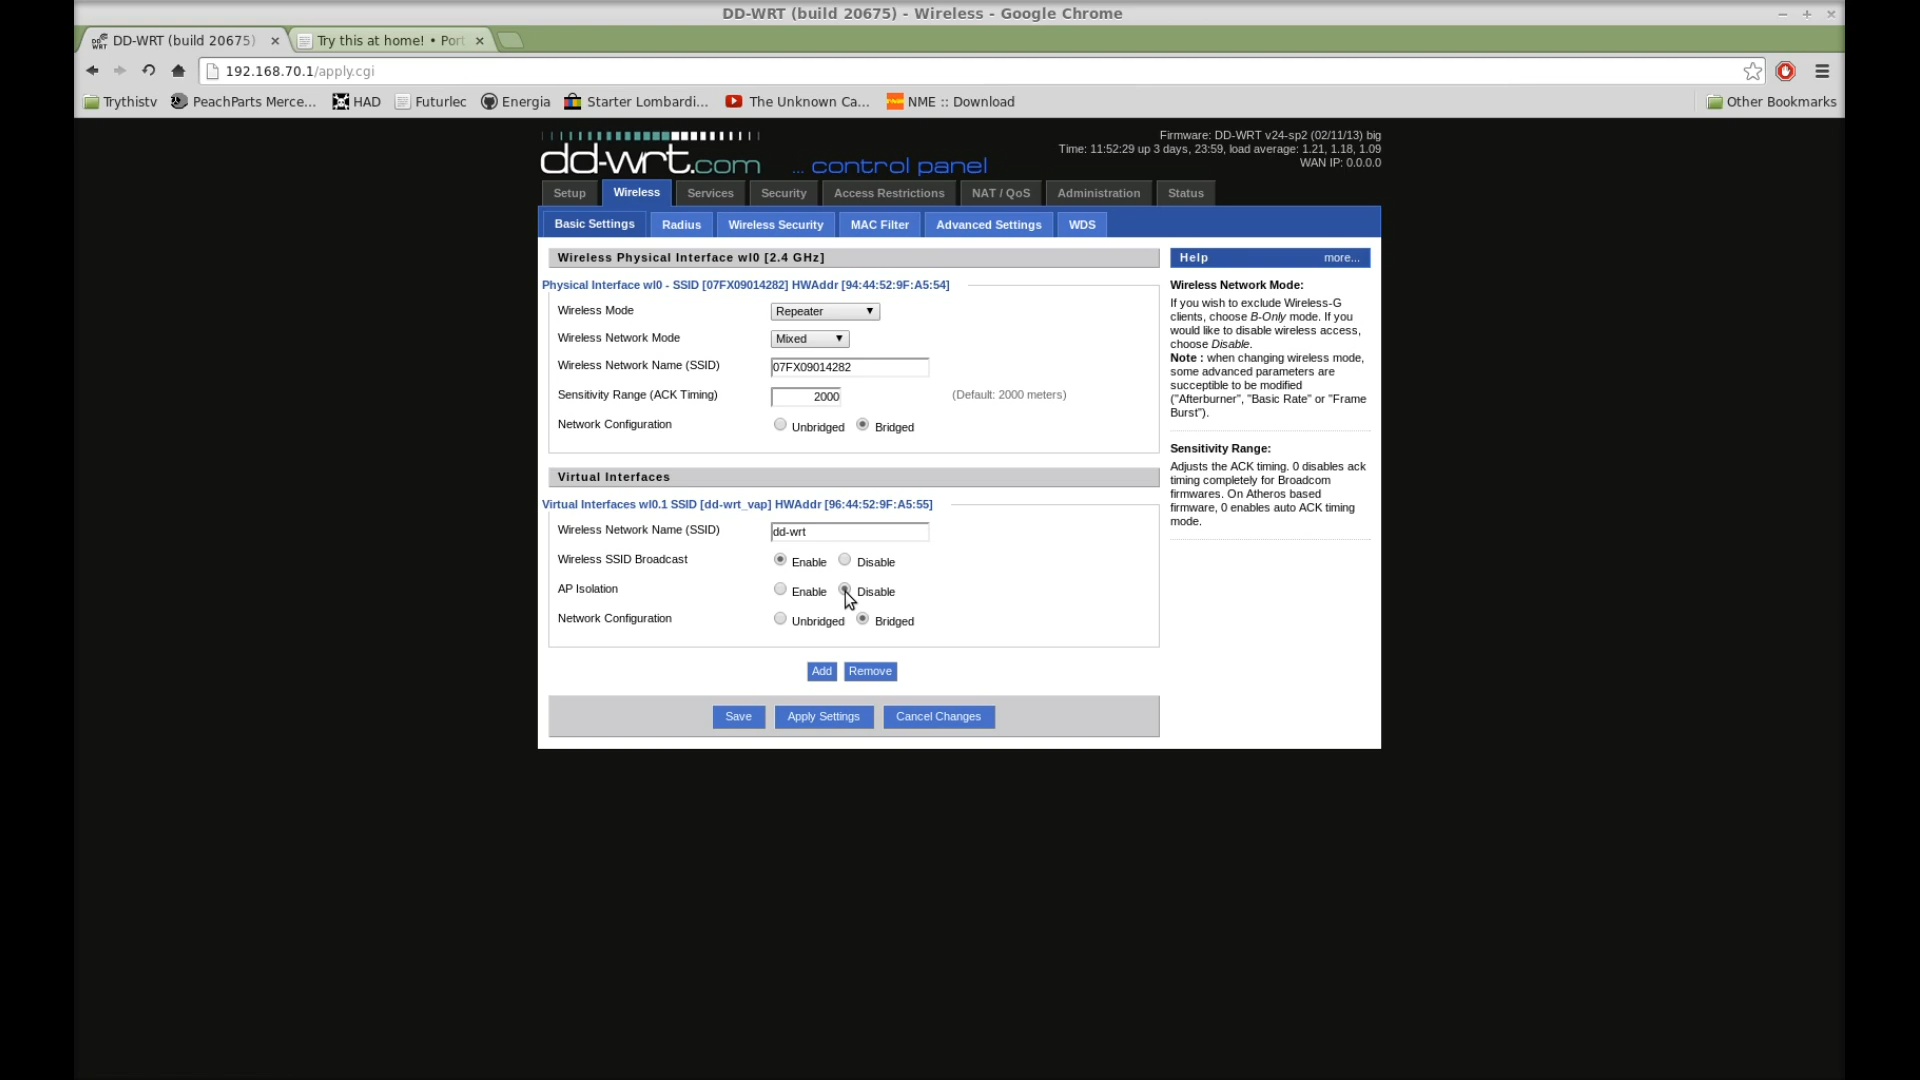 DD-WRT (build 20675) - Wireless - Google Chrome
DD-WRT (build 20675)
Try this at home! • Port
192.168.70.1/apply.cgi
Trythistv
PeachParts Merce...
HAD
Futurlec
Energia
Starter Lombardi...
The Unknown Ca...
NME :: Download
Other Bookmarks
dd-wrt.com ... control panel
Firmware: DD-WRT v24-sp2 (02/11/13) big
Time: 11:52:29 up 3 days, 23:59, load average: 1.21, 1.18, 1.09
WAN IP: 0.0.0.0
Setup Wireless Services Security Access Restrictions NAT / QoS Administration Status
Basic Settings Radius Wireless Security MAC Filter Advanced Settings WDS
Wireless Physical Interface wl0 [2.4 GHz]
Physical Interface wl0 - SSID [07FX09014282] HWAddr [94:44:52:9F:A5:54]
Wireless Mode Repeater
Wireless Network Mode Mixed
Wireless Network Name (SSID) 07FX09014282
Sensitivity Range (ACK Timing) 2000 (Default: 2000 meters)
Network Configuration Unbridged Bridged
Virtual Interfaces
Virtual Interfaces wl0.1 SSID [dd-wrt_vap] HWAddr [96:44:52:9F:A5:55]
Wireless Network Name (SSID) dd-wrt
Wireless SSID Broadcast Enable Disable
AP Isolation Enable Disable
Network Configuration Unbridged Bridged
Add Remove
Save Apply Settings Cancel Changes
Help more...
Wireless Network Mode:
If you wish to exclude Wireless-G
clients, choose B-Only mode. If you
would like to disable wireless access,
choose Disable.
Note : when changing wireless mode,
some advanced parameters are
succeptible to be modified
("Afterburner", "Basic Rate" or "Frame
Burst").
Sensitivity Range:
Adjusts the ACK timing. 0 disables ack
timing completely for Broadcom
firmwares. On Atheros based
firmware, 0 enables auto ACK timing
mode.